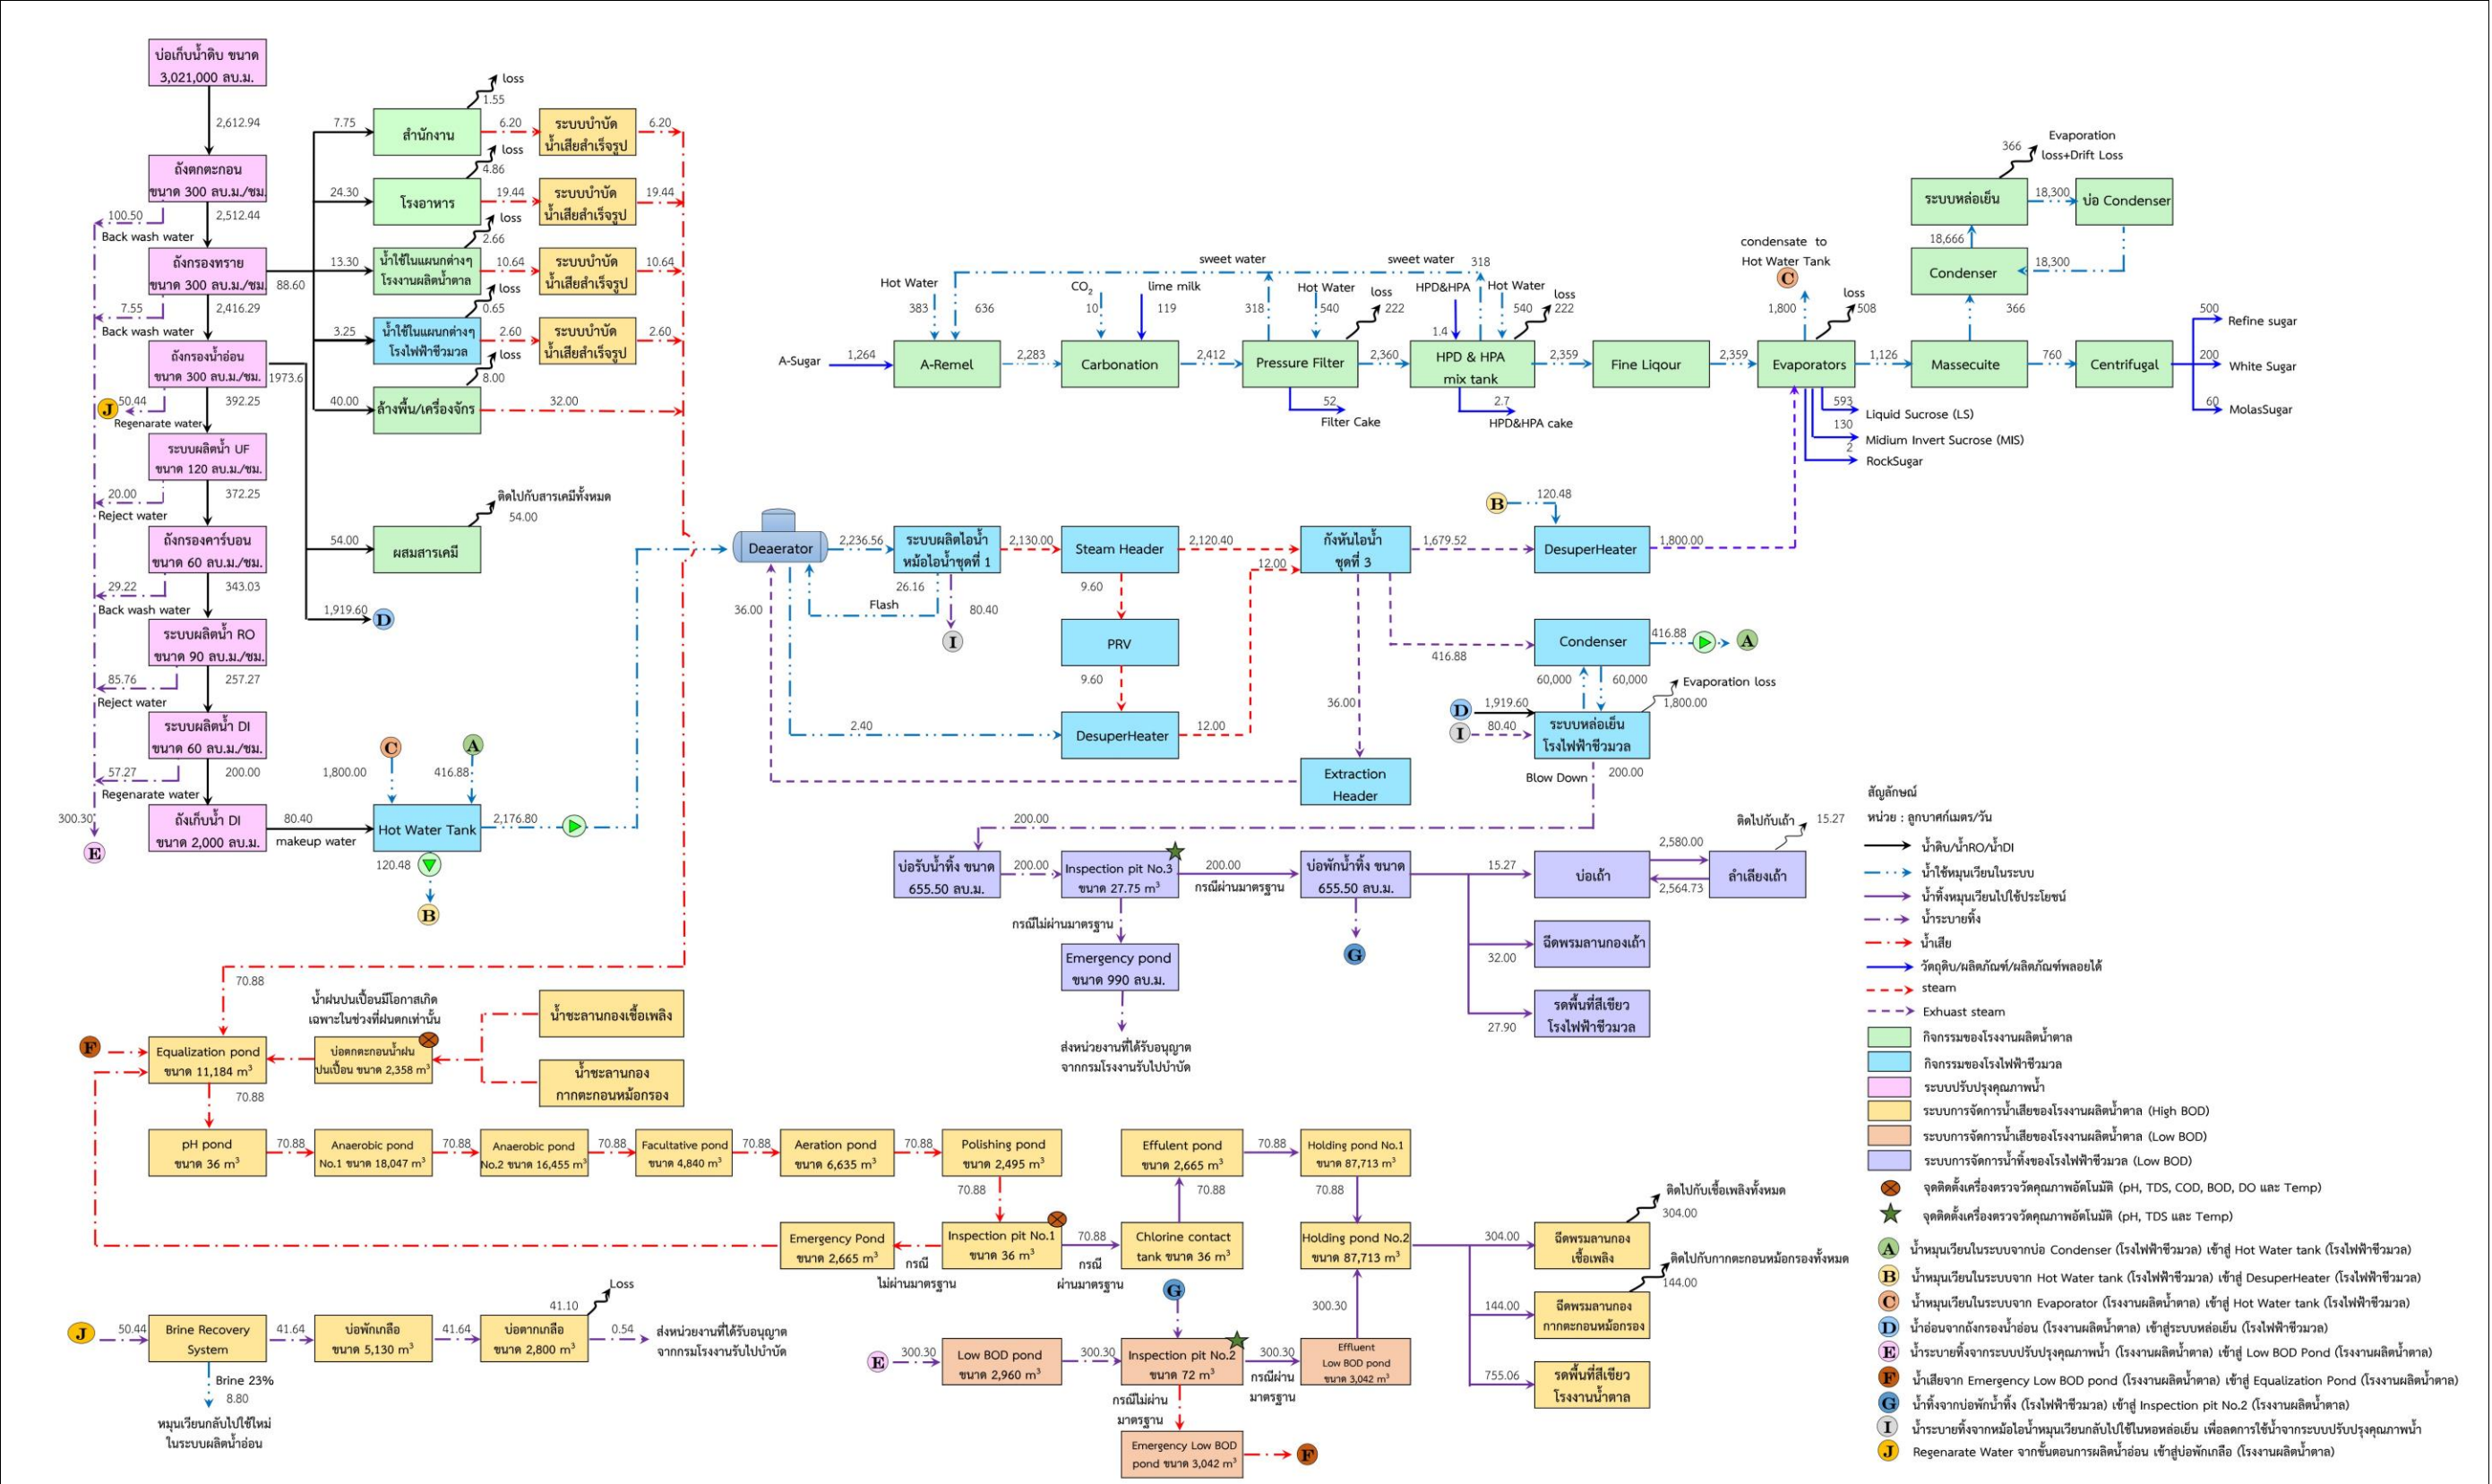 บ่อเก็บน้ำดิบ ขนาด
3,021,000 ลบ.ม.
2,612.94
ถังตกตะกอน
ขนาด 300 ลบ.ม./ชม.
100.50
2,512.44
Back wash water
ถังกรองทราย
ขนาด 300 ลบ.ม./ชม.
88.60
7.55
2,416.29
Back wash water
ถังกรองน้ำอ่อน
ขนาด 300 ลบ.ม./ชม.
1973.6
J
50.44
392.25
Regenarate water
ระบบผลิตน้ำ UF
ขนาด 120 ลบ.ม./ชม.
20.00
372.25
Reject water
ถังกรองคาร์บอน
ขนาด 60 ลบ.ม./ชม.
29.22
343.03
Back wash water
ระบบผลิตน้ำ RO
ขนาด 90 ลบ.ม./ชม.
85.76
257.27
Reject water
ระบบผลิตน้ำ DI
ขนาด 60 ลบ.ม./ชม.
57.27
200.00
Regenarate water
300.30
E
ถังเก็บน้ำ DI
ขนาด 2,000 ลบ.ม.
80.40
makeup water
7.75
สำนักงาน
loss
1.55
6.20
ระบบบำบัด
น้ำเสียสำเร็จรูป
6.20
24.30
โรงอาหาร
loss
4.86
19.44
ระบบบำบัด
น้ำเสียสำเร็จรูป
19.44
13.30
น้ำใช้ในแผนกต่างๆ
โรงงานผลิตน้ำตาล
loss
2.66
10.64
ระบบบำบัด
น้ำเสียสำเร็จรูป
10.64
3.25
น้ำใช้ในแผนกต่างๆ
โรงไฟฟ้าชีวมวล
loss
0.65
2.60
ระบบบำบัด
น้ำเสียสำเร็จรูป
2.60
40.00
ล้างพื้น/เครื่องจักร
loss
8.00
32.00
54.00
ผสมสารเคมี
ติดไปกับสารเคมีทั้งหมด
54.00
1,919.60
D
C
A
1,800.00
416.88
Hot Water Tank
2,176.80
120.48
B
A-Sugar
1,264
Hot Water
383
636
A-Remel
2,283
CO2
10
lime milk
119
Carbonation
2,412
sweet water
318
Hot Water
540
loss
222
Pressure Filter
52
Filter Cake
2,360
sweet water
318
HPD&HPA
1.4
Hot Water
540
loss
222
HPD & HPA
mix tank
2.7
HPD&HPA cake
2,359
Fine Liqour
2,359
condensate to
Hot Water Tank
C
1,800
loss
508
Evaporators
593
Liquid Sucrose (LS)
130
Midium Invert Sucrose (MIS)
2
RockSugar
1,126
Massecuite
366
Condenser
18,666
18,300
ระบบหล่อเย็น
366
Evaporation
loss+Drift Loss
18,300
บ่อ Condenser
760
Centrifugal
500
Refine sugar
200
White Sugar
60
MolasSugar
Deaerator
2,236.56
ระบบผลิตไอน้ำ
หม้อไอน้ำชุดที่ 1
26.16
Flash
80.40
I
36.00
2.40
2,130.00
Steam Header
2,120.40
9.60
PRV
9.60
DesuperHeater
12.00
12.00
กังหันไอน้ำ
ชุดที่ 3
1,679.52
B
120.48
DesuperHeater
1,800.00
416.88
Condenser
416.88
A
60,000
60,000
Evaporation loss
1,800.00
D
1,919.60
I
80.40
ระบบหล่อเย็น
โรงไฟฟ้าชีวมวล
36.00
Extraction
Header
Blow Down
200.00
200.00
บ่อรับน้ำทิ้ง ขนาด
655.50 ลบ.ม.
200.00
Inspection pit No.3
ขนาด 27.75 m3
200.00
กรณีผ่านมาตรฐาน
บ่อพักน้ำทิ้ง ขนาด
655.50 ลบ.ม.
G
15.27
บ่อเถ้า
2,580.00
2,564.73
ลำเลียงเถ้า
ติดไปกับเถ้า
15.27
32.00
ฉีดพรมลานกองเถ้า
27.90
รดพื้นที่สีเขียว
โรงไฟฟ้าชีวมวล
กรณีไม่ผ่านมาตรฐาน
Emergency pond
ขนาด 990 ลบ.ม.
ส่งหน่วยงานที่ได้รับอนุญาต
จากกรมโรงงานรับไปบำบัด
70.88
F
Equalization pond
ขนาด 11,184 m3
น้ำฝนปนเปื้อนมีโอกาสเกิด
เฉพาะในช่วงที่ฝนตกเท่านั้น
บ่อตกตะกอนน้ำฝน
ปนเปื้อน ขนาด 2,358 m3
น้ำชะลานกองเชื้อเพลิง
น้ำชะลานกอง
กากตะกอนหม้อกรอง
70.88
pH pond
ขนาด 36 m3
70.88
Anaerobic pond
No.1 ขนาด 18,047 m3
70.88
Anaerobic pond
No.2 ขนาด 16,455 m3
70.88
Facultative pond
ขนาด 4,840 m3
70.88
Aeration pond
ขนาด 6,635 m3
70.88
Polishing pond
ขนาด 2,495 m3
70.88
Inspection pit No.1
ขนาด 36 m3
กรณี
ไม่ผ่านมาตรฐาน
Emergency Pond
ขนาด 2,665 m3
70.88
กรณี
ผ่านมาตรฐาน
Chlorine contact
tank ขนาด 36 m3
70.88
Effulent pond
ขนาด 2,665 m3
70.88
Holding pond No.1
ขนาด 87,713 m3
70.88
Holding pond No.2
ขนาด 87,713 m3
304.00
ฉีดพรมลานกอง
เชื้อเพลิง
ติดไปกับเชื้อเพลิงทั้งหมด
304.00
144.00
ฉีดพรมลานกอง
กากตะกอนหม้อกรอง
ติดไปกับกากตะกอนหม้อกรองทั้งหมด
144.00
755.06
รดพื้นที่สีเขียว
โรงงานน้ำตาล
J
50.44
Brine Recovery
System
Brine 23%
8.80
หมุนเวียนกลับไปใช้ใหม่
ในระบบผลิตน้ำอ่อน
41.64
บ่อพักเกลือ
ขนาด 5,130 m3
41.64
บ่อตากเกลือ
ขนาด 2,800 m3
41.10
Loss
0.54
ส่งหน่วยงานที่ได้รับอนุญาต
จากกรมโรงงานรับไปบำบัด
E
300.30
Low BOD pond
ขนาด 2,960 m3
300.30
G
Inspection pit No.2
ขนาด 72 m3
300.30
กรณีผ่าน
มาตรฐาน
Effluent
Low BOD pond
ขนาด 3,042 m3
300.30
กรณีไม่ผ่าน
มาตรฐาน
Emergency Low BOD
pond ขนาด 3,042 m3
F
สัญลักษณ์
หน่วย : ลูกบาศก์เมตร/วัน
น้ำดิบ/น้ำRO/น้ำDI
น้ำใช้หมุนเวียนในระบบ
น้ำทิ้งหมุนเวียนไปใช้ประโยชน์
น้ำระบายทิ้ง
น้ำเสีย
วัตถุดิบ/ผลิตภัณฑ์/ผลิตภัณฑ์พลอยได้
steam
Exhuast steam
กิจกรรมของโรงงานผลิตน้ำตาล
กิจกรรมของโรงไฟฟ้าชีวมวล
ระบบปรับปรุงคุณภาพน้ำ
ระบบการจัดการน้ำเสียของโรงงานผลิตน้ำตาล (High BOD)
ระบบการจัดการน้ำเสียของโรงงานผลิตน้ำตาล (Low BOD)
ระบบการจัดการน้ำทิ้งของโรงไฟฟ้าชีวมวล (Low BOD)
จุดติดตั้งเครื่องตรวจวัดคุณภาพอัตโนมัติ (pH, TDS, COD, BOD, DO และ Temp)
จุดติดตั้งเครื่องตรวจวัดคุณภาพอัตโนมัติ (pH, TDS และ Temp)
A น้ำหมุนเวียนในระบบจากบ่อ Condenser (โรงไฟฟ้าชีวมวล) เข้าสู่ Hot Water tank (โรงไฟฟ้าชีวมวล)
B น้ำหมุนเวียนในระบบจาก Hot Water tank (โรงไฟฟ้าชีวมวล) เข้าสู่ DesuperHeater (โรงไฟฟ้าชีวมวล)
C น้ำหมุนเวียนในระบบจาก Evaporator (โรงงานผลิตน้ำตาล) เข้าสู่ Hot Water tank (โรงไฟฟ้าชีวมวล)
D น้ำอ่อนจากถังกรองน้ำอ่อน (โรงงานผลิตน้ำตาล) เข้าสู่ระบบหล่อเย็น (โรงไฟฟ้าชีวมวล)
E น้ำระบายทิ้งจากระบบปรับปรุงคุณภาพน้ำ (โรงงานผลิตน้ำตาล) เข้าสู่ Low BOD Pond (โรงงานผลิตน้ำตาล)
F น้ำเสียจาก Emergency Low BOD pond (โรงงานผลิตน้ำตาล) เข้าสู่ Equalization Pond (โรงงานผลิตน้ำตาล)
G น้ำทิ้งจากบ่อพักน้ำทิ้ง (โรงไฟฟ้าชีวมวล) เข้าสู่ Inspection pit No.2 (โรงงานผลิตน้ำตาล)
I น้ำระบายทิ้งจากหม้อไอน้ำหมุนเวียนกลับไปใช้ในหอหล่อเย็น เพื่อลดการใช้น้ำจากระบบปรับปรุงคุณภาพน้ำ
J Regenarate Water จากขั้นตอนการผลิตน้ำอ่อน เข้าสู่บ่อพักเกลือ (โรงงานผลิตน้ำตาล)